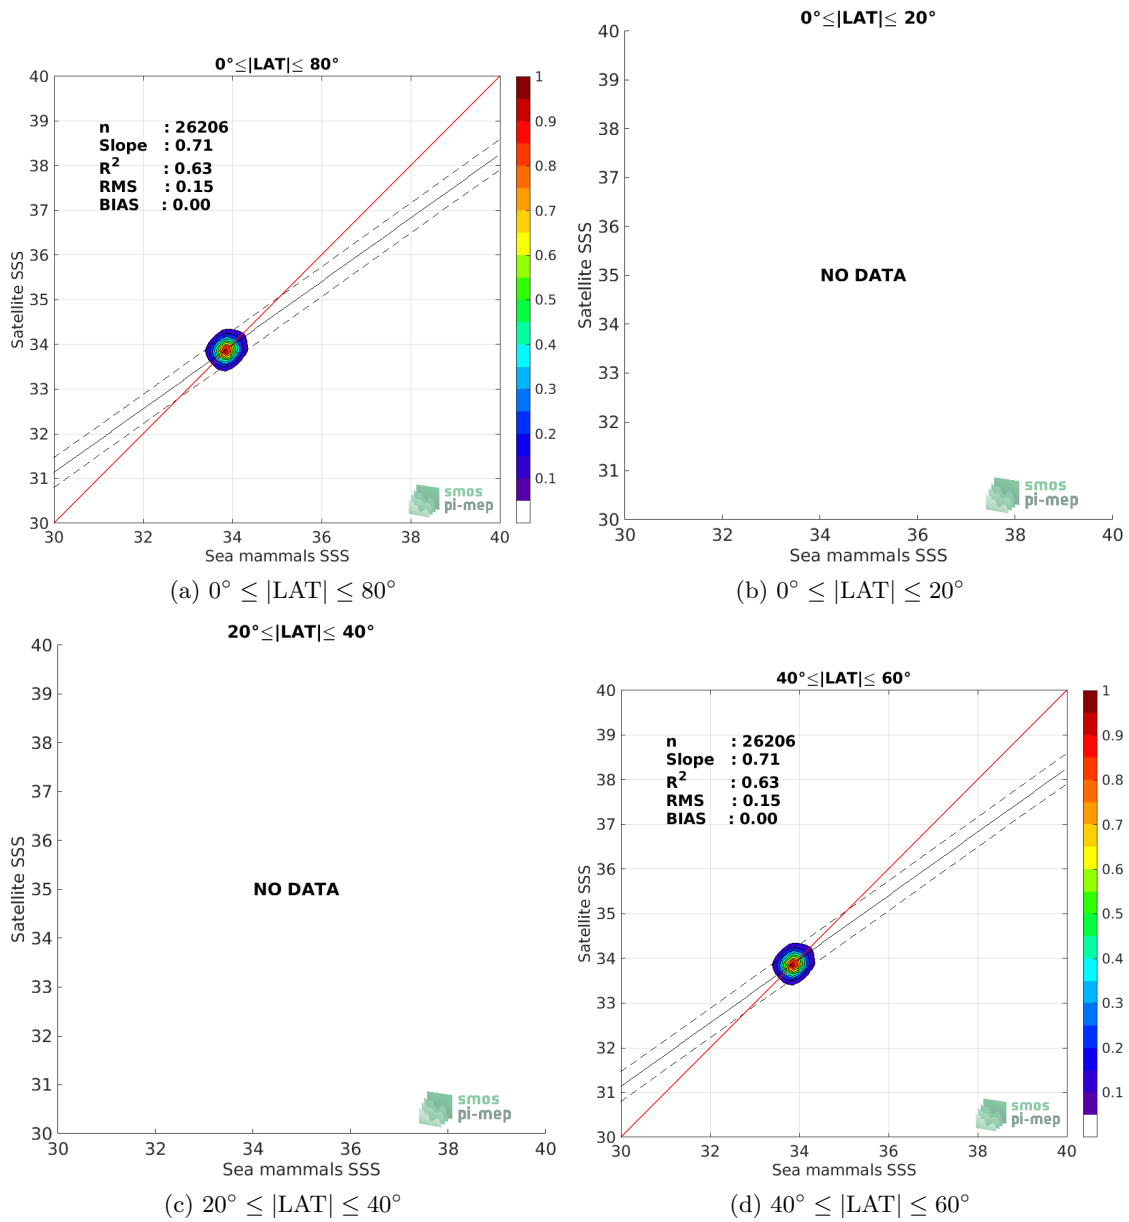 0°≤|LAT|≤ 80°
40
39
38
37
36
35
34
33
32
31
30
n : 26206
Slope : 0.71
R² : 0.63
RMS : 0.15
BIAS : 0.00
1
0.9
0.8
0.7
0.6
0.5
0.4
0.3
0.2
0.1
Satellite SSS
smos
pi-mep
30 32 34 36 38 40
Sea mammals SSS
(a) 0° ≤ |LAT| ≤ 80°
0°≤|LAT|≤ 20°
40
39
38
37
36
35
34
33
32
31
30
Satellite SSS
NO DATA
smos
pi-mep
30 32 34 36 38 40
Sea mammals SSS
(b) 0° ≤ |LAT| ≤ 20°
20°≤|LAT|≤ 40°
40
39
38
37
36
35
34
33
32
31
30
Satellite SSS
NO DATA
smos
pi-mep
30 32 34 36 38 40
Sea mammals SSS
(c) 20° ≤ |LAT| ≤ 40°
40°≤|LAT|≤ 60°
40
39
38
37
36
35
34
33
32
31
30
n : 26206
Slope : 0.71
R² : 0.63
RMS : 0.15
BIAS : 0.00
1
0.9
0.8
0.7
0.6
0.5
0.4
0.3
0.2
0.1
Satellite SSS
smos
pi-mep
30 32 34 36 38 40
Sea mammals SSS
(d) 40° ≤ |LAT| ≤ 60°